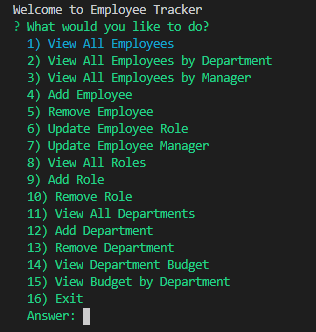 Welcome to Employee Tracker
? What would you like to do?
1) View All Employees
2) View All Employees by Department
3) View All Employees by Manager
4) Add Employee
5) Remove Employee
6) Update Employee Role
7) Update Employee Manager
8) View All Roles
9) Add Role
10) Remove Role
11) View All Departments
12) Add Department
13) Remove Department
14) View Department Budget
15) View Budget by Department
16) Exit
Answer: